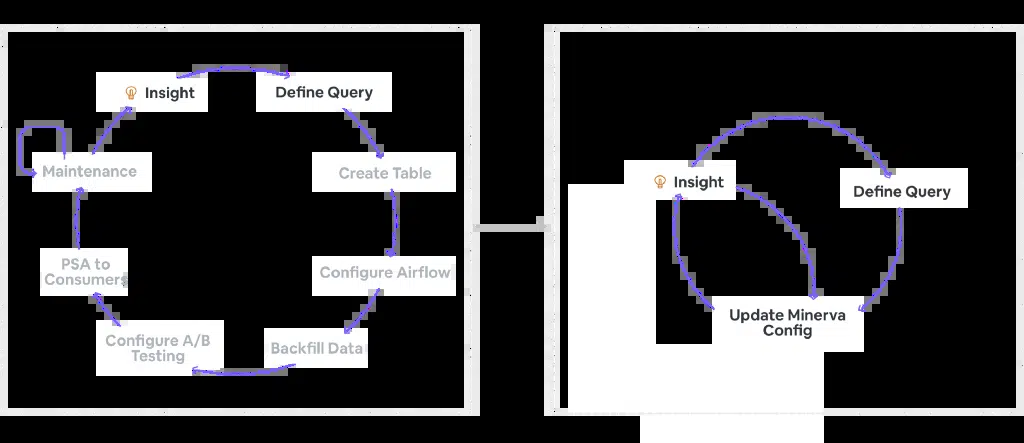 Insight
Define Query
Maintenance
Create Table
PSA to
Consumers
Configure Airflow
Configure A/B
Testing
Backfill Data
Insight
Define Query
Update Minerva
Config